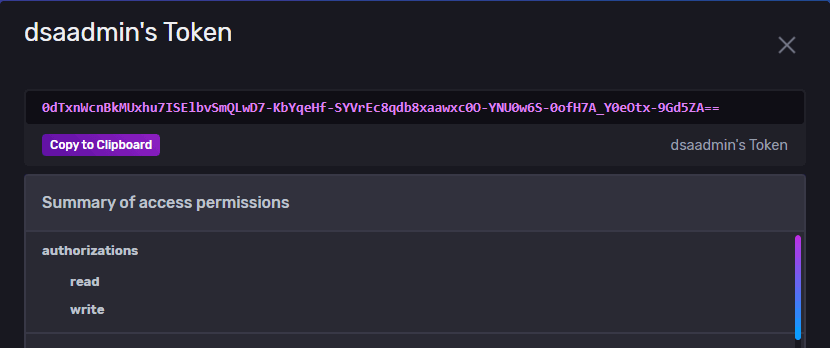 dsaadmin's Token
0dTxnWcnBkMUxhu7ISElbvSmQLwD7-KbYqeHf-SYVrEc8qdb8xaawxc0O-YNU0w6S-0ofH7A_Y0eOtx-9Gd5ZA==
Copy to Clipboard
dsaadmin's Token
Summary of access permissions
authorizations
read
write